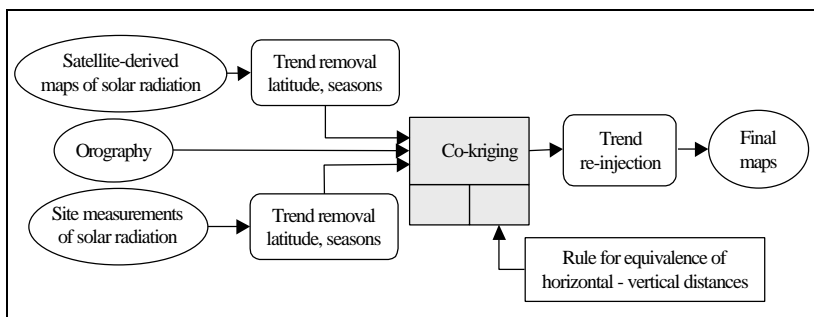 Satellite-derived
maps of solar radiation
Trend removal
latitude, seasons
Orography
Co-kriging
Trend
re-injection
Final
maps
Site measurements
of solar radiation
Trend removal
latitude, seasons
Rule for equivalence of
horizontal - vertical distances